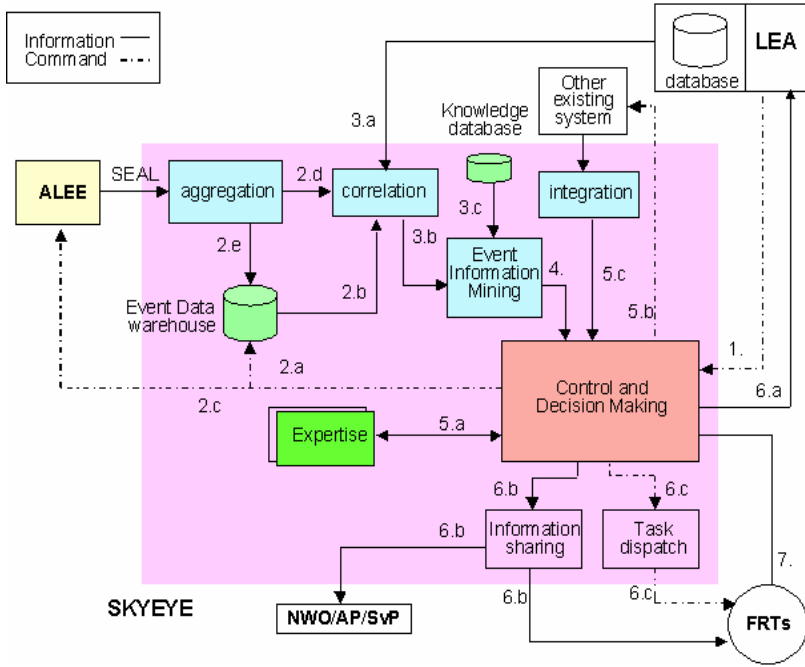 Information
Command
LEA
database
Other
existing
system
Knowledge
database
3.a
SEAL
ALEE
aggregation
2.d
correlation
3.c
integration
2.e
3.b
Event
Information
Mining
4.
5.c
Event Data
warehouse
2.b
5.b
1.
2.a
6.a
2.c
Control and
Decision Making
Expertise
5.a
6.b
6.c
6.b
Information
sharing
Task
dispatch
7.
6.b
6.c
SKYEYE
NWO/AP/SvP
FRTs